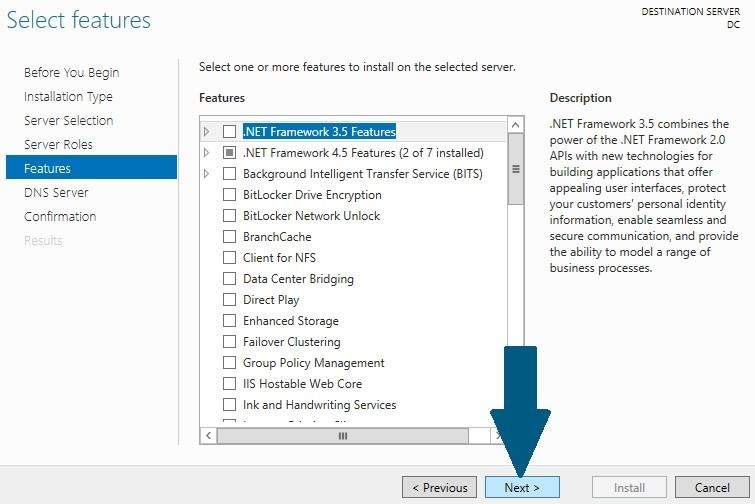 Select features
DESTINATION SERVER
DC
Before You Begin
Installation Type
Server Selection
Server Roles
Features
DNS Server
Confirmation
Results
Select one or more features to install on the selected server.
Features
.NET Framework 3.5 Features
.NET Framework 4.5 Features (2 of 7 installed)
Background Intelligent Transfer Service (BITS)
BitLocker Drive Encryption
BitLocker Network Unlock
BranchCache
Client for NFS
Data Center Bridging
Direct Play
Enhanced Storage
Failover Clustering
Group Policy Management
IIS Hostable Web Core
Ink and Handwriting Services
Description
.NET Framework 3.5 combines the
power of the .NET Framework 2.0
APIs with new technologies for
building applications that offer
appealing user interfaces, protect
your customers' personal identity
information, enable seamless and
secure communication, and provide
the ability to model a range of
business processes.
< Previous
Next >
Install
Cancel